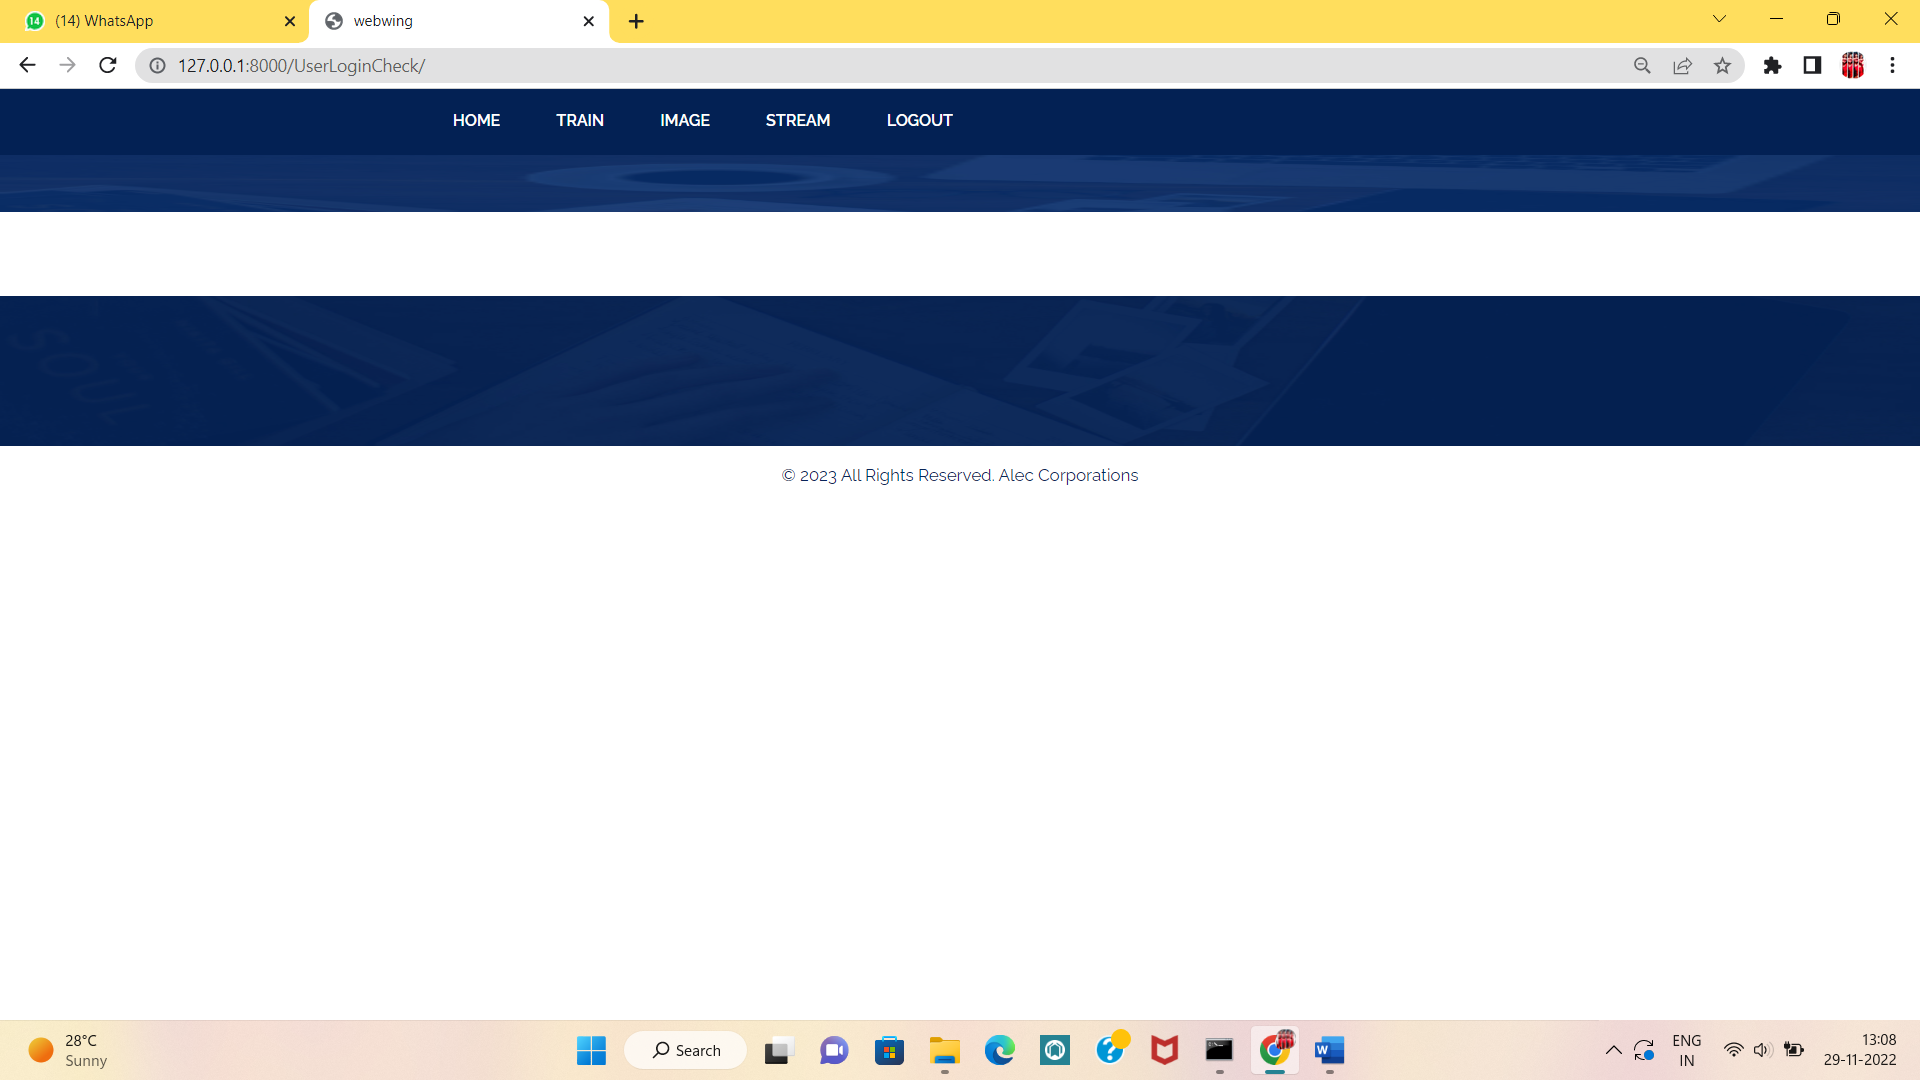 (14) WhatsApp
webwing
127.0.0.1:8000/UserLoginCheck/
HOME TRAIN IMAGE STREAM LOGOUT
SOUL
© 2023 All Rights Reserved. Alec Corporations
28°C
Sunny
Search
ENG
IN
13:08
29-11-2022